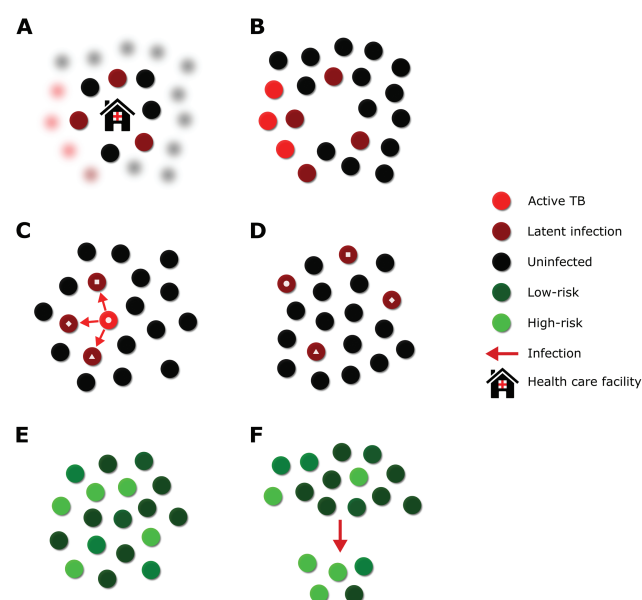 A
B
C
D
E
F
Active TB
Latent infection
Uninfected
Low-risk
High-risk
Infection
Health care facility